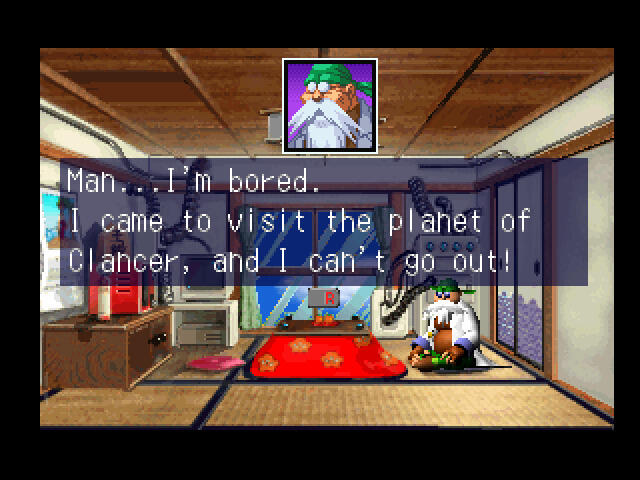 Man...I'm bored.
I came to visit the planet of
Clancer, and I can't go out!
R